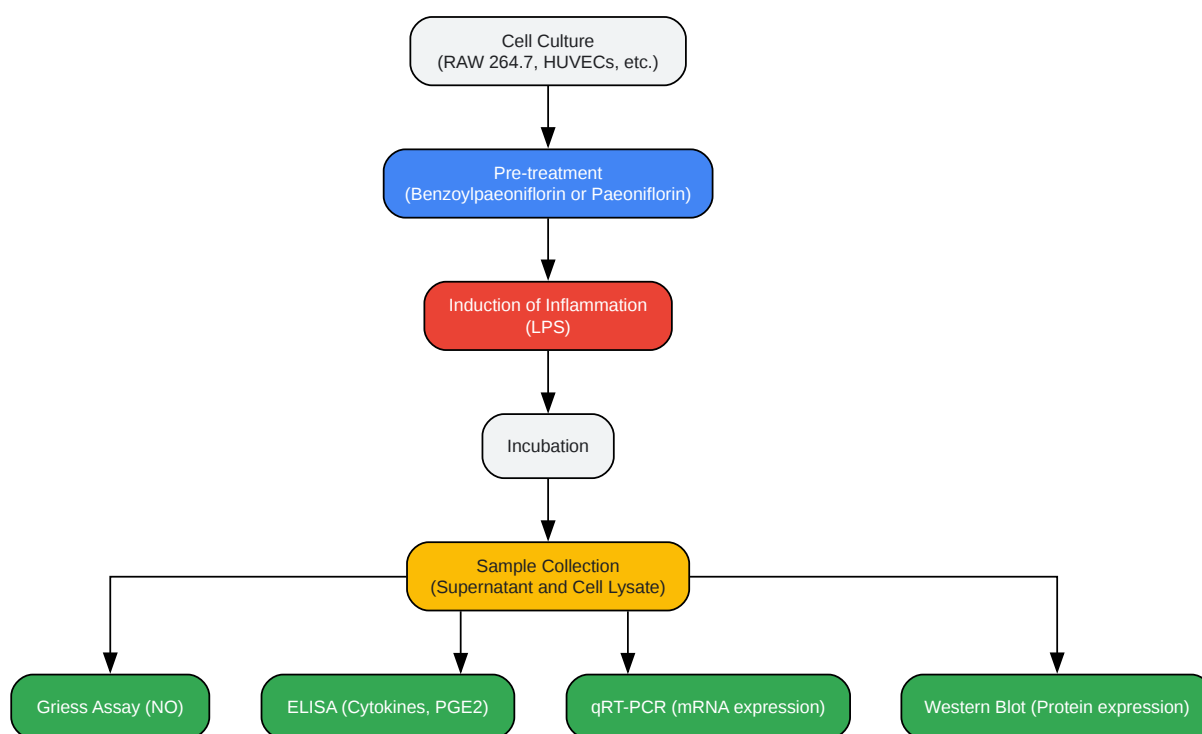 Cell Culture
(RAW 264.7, HUVECs, etc.)
Pre-treatment
(Benzoylpaeoniflorin or Paeoniflorin)
Induction of Inflammation
(LPS)
Incubation
Sample Collection
(Supernatant and Cell Lysate)
Griess Assay (NO)
ELISA (Cytokines, PGE2)
qRT-PCR (mRNA expression)
Western Blot (Protein expression)